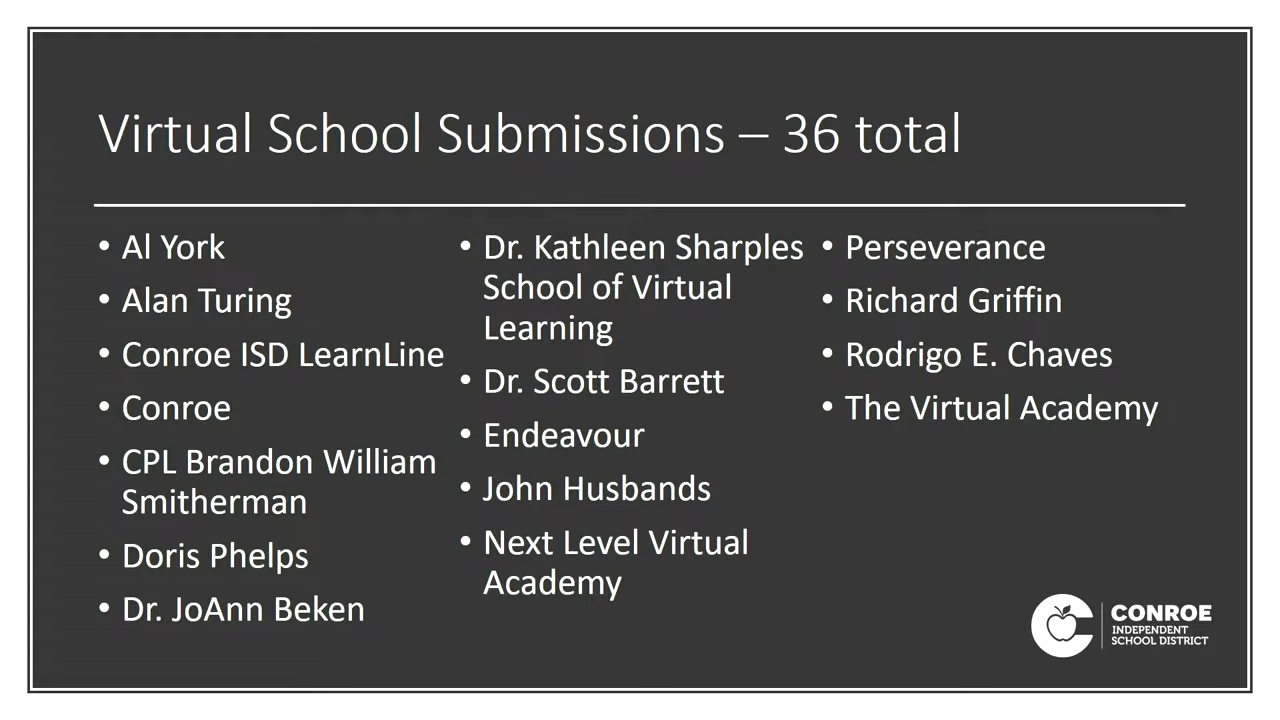 Virtual School Submissions – 36 total
• Al York
• Alan Turing
• Conroe ISD LearnLine
• Conroe
• CPL Brandon William
Smitherman
• Doris Phelps
• Dr. JoAnn Beken
• Dr. Kathleen Sharples
School of Virtual
Learning
• Dr. Scott Barrett
• Endeavour
• John Husbands
• Next Level Virtual
Academy
• Perseverance
• Richard Griffin
• Rodrigo E. Chaves
• The Virtual Academy
CONROE
INDEPENDENT
SCHOOL DISTRICT